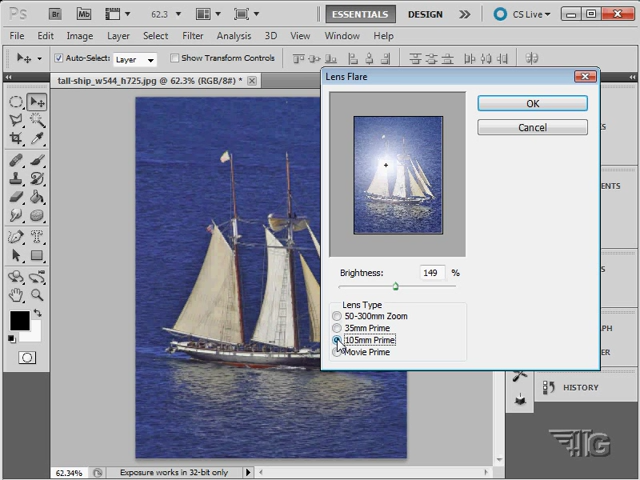 Ps Br Mb 62.3 ESSENTIALS DESIGN >> CS Live
File Edit Image Layer Select Filter Analysis 3D View Window Help
Auto-Select: Layer Show Transform Controls
tall-ship_w544_h725.jpg @ 62.3% (RGB/8#) *
Lens Flare
OK
Cancel
Brightness: 149 %
Lens Type
50-300mm Zoom
35mm Prime
105mm Prime
Movie Prime
HISTORY
62.34% Exposure works in 32-bit only